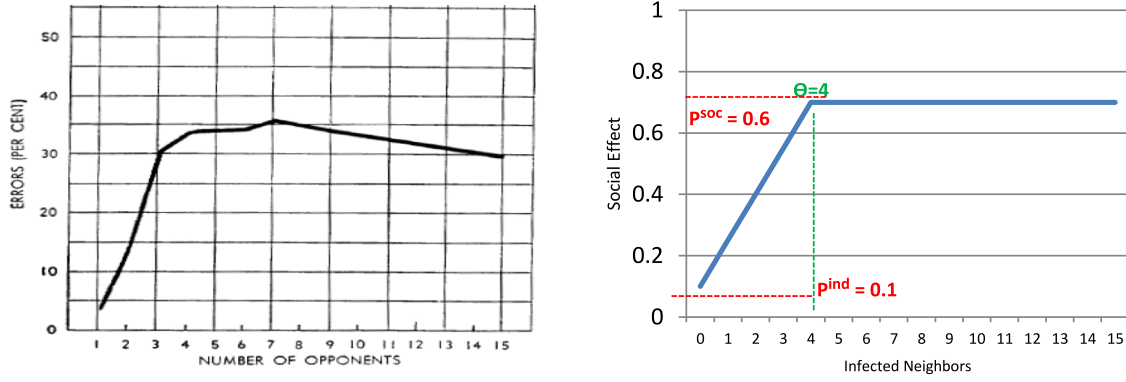 50
40
30
20
10
0
ERRORS (PER CENT)
1 2 3 4 5 6 7 8 9 10 11 12 13 14 15
NUMBER OF OPPONENTS
1
0.8
0.6
0.4
0.2
0
Social Effect
Θ=4
P^soc = 0.6
P^ind = 0.1
0 1 2 3 4 5 6 7 8 9 10 11 12 13 14 15
Infected Neighbors